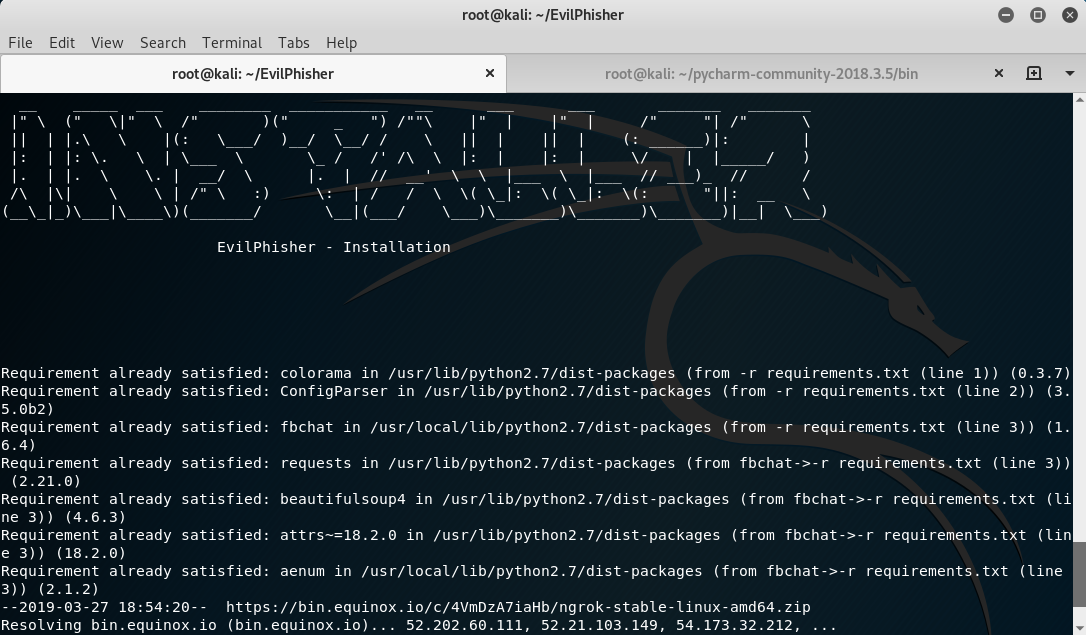 root@kali: ~/EvilPhisher
File Edit View Search Terminal Tabs Help
root@kali: ~/EvilPhisher root@kali: ~/pycharm-community-2018.3.5/bin
INSTALLER
EvilPhisher - Installation
Requirement already satisfied: colorama in /usr/lib/python2.7/dist-packages (from -r requirements.txt (line 1)) (0.3.7)
Requirement already satisfied: ConfigParser in /usr/lib/python2.7/dist-packages (from -r requirements.txt (line 2)) (3.
5.0b2)
Requirement already satisfied: fbchat in /usr/local/lib/python2.7/dist-packages (from -r requirements.txt (line 3)) (1.
6.4)
Requirement already satisfied: requests in /usr/lib/python2.7/dist-packages (from fbchat->-r requirements.txt (line 3))
(2.21.0)
Requirement already satisfied: beautifulsoup4 in /usr/lib/python2.7/dist-packages (from fbchat->-r requirements.txt (li
ne 3)) (4.6.3)
Requirement already satisfied: attrs~=18.2.0 in /usr/lib/python2.7/dist-packages (from fbchat->-r requirements.txt (lin
e 3)) (18.2.0)
Requirement already satisfied: aenum in /usr/local/lib/python2.7/dist-packages (from fbchat->-r requirements.txt (line
3)) (2.1.2)
--2019-03-27 18:54:20-- https://bin.equinox.io/c/4VmDzA7iaHb/ngrok-stable-linux-amd64.zip
Resolving bin.equinox.io (bin.equinox.io)... 52.202.60.111, 52.21.103.149, 54.173.32.212, ...